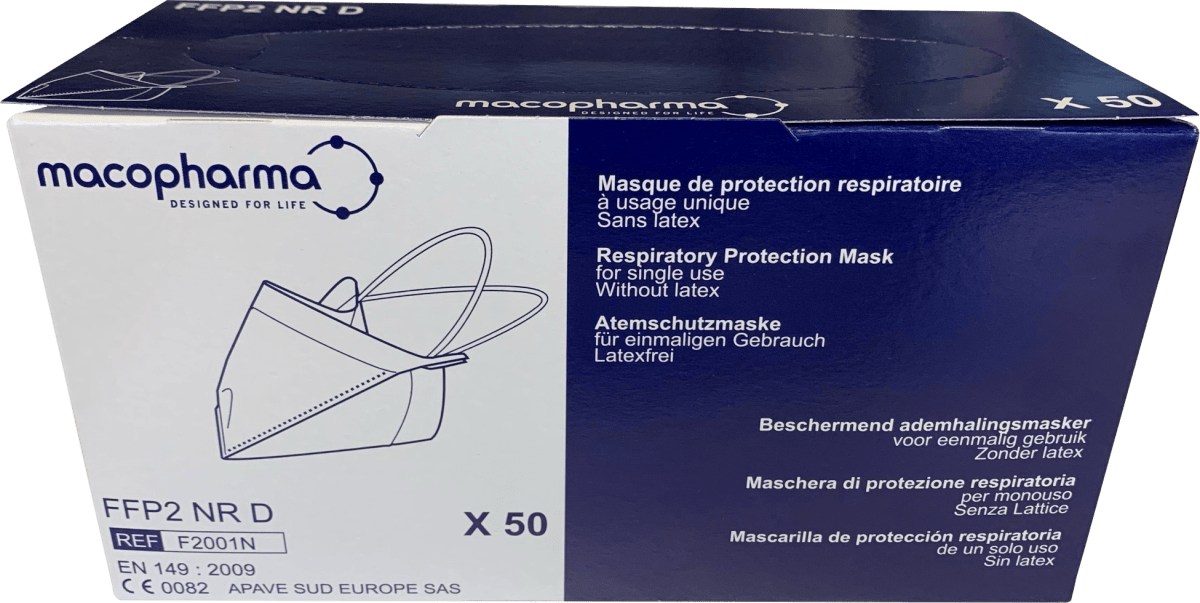 FFP2 NR D
macopharma
DESIGNED FOR LIFE
X 50
macopharma
DESIGNED FOR LIFE
FFP2 NR D
REF F2001N
X 50
EN 149 : 2009
CE 0082 APAVE SUD EUROPE SAS
Masque de protection respiratoire
à usage unique
Sans latex
Respiratory Protection Mask
for single use
Without latex
Atemschutzmaske
für einmaligen Gebrauch
Latexfrei
Beschermend ademhalingsmasker
voor eenmalig gebruik
Zonder latex
Maschera di protezione respiratoria
per monouso
Senza Lattice
Mascarilla de protección respiratoria
de un solo uso
Sin latex